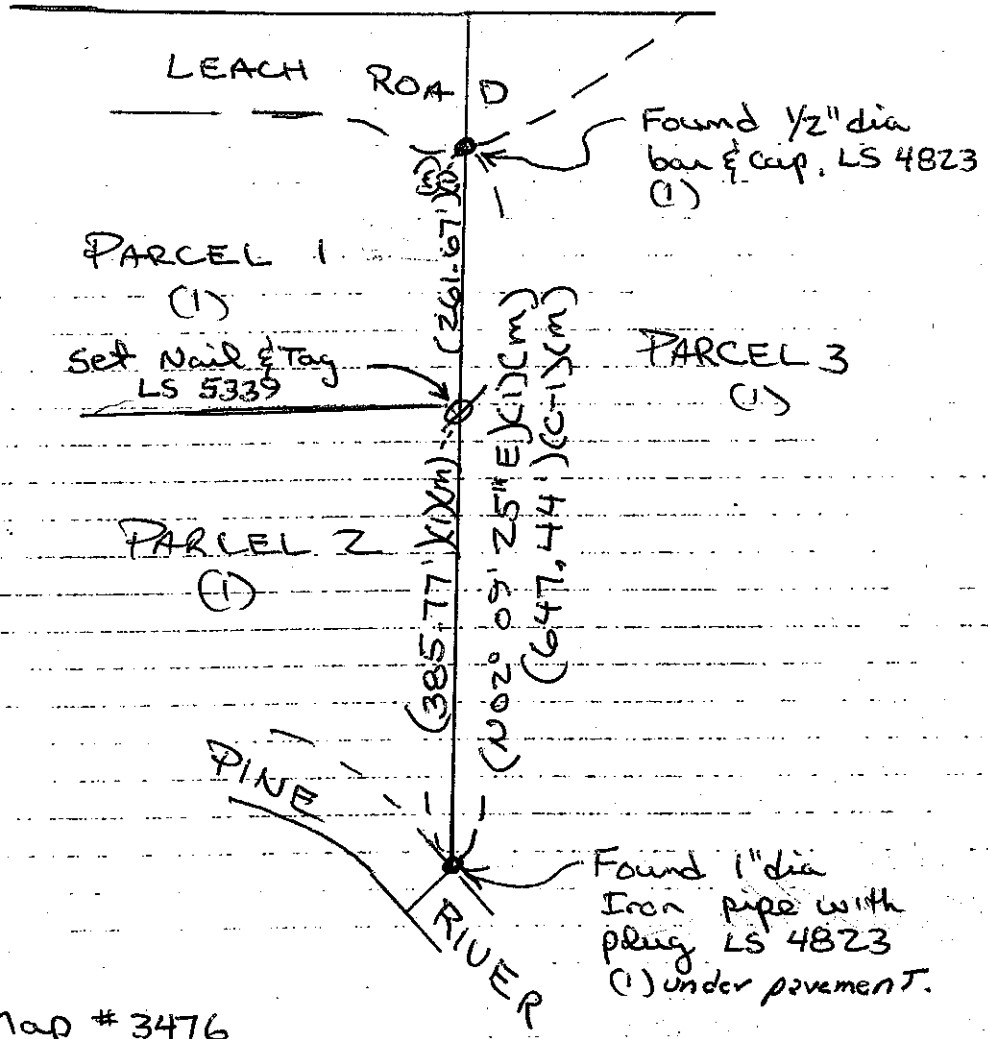 LEACH ROAD
Found 1/2" dia
bar & cap, LS 4823
(1)
(261.67')(1)
PARCEL 1
(1)
Set Nail & Tag
LS 5339
PARCEL 3
(1)
(385.77')(1)(m)
(N02° 09' 25" E)(1)(m)
(647.44')(C-1)(m)
PARCEL 2
(1)
PINE RIVER
Found 1" dia
Iron pipe with
plug LS 4823
(1) under pavement.
Map # 3476